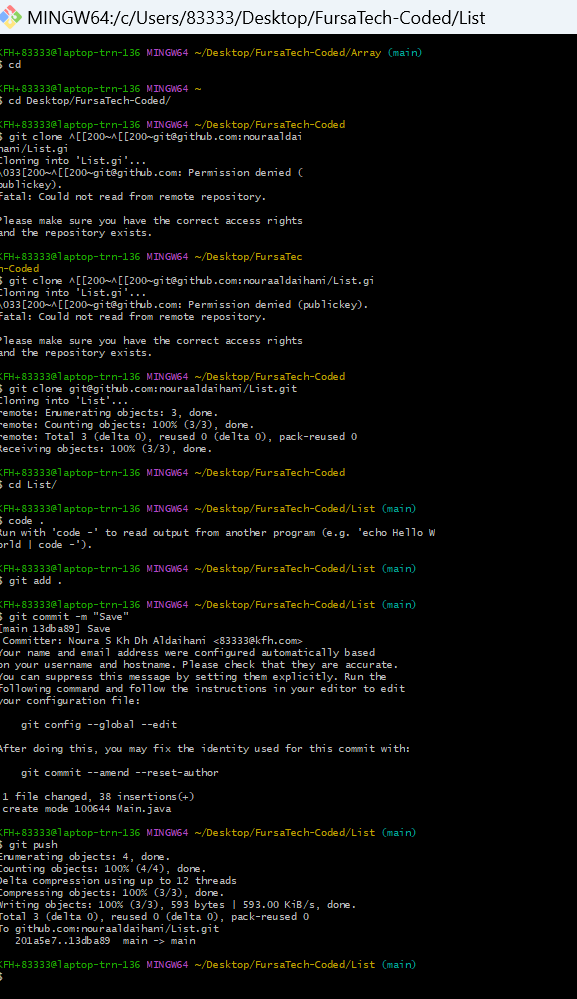 MINGW64:/c/Users/83333/Desktop/FursaTech-Coded/List
KFH+83333@laptop-trn-136 MINGW64 ~/Desktop/FursaTech-Coded/Array (main)
$ cd
KFH+83333@laptop-trn-136 MINGW64 ~
$ cd Desktop/FursaTech-Coded/
KFH+83333@laptop-trn-136 MINGW64 ~/Desktop/FursaTech-Coded
$ git clone ^[[200~^[[200~git@github.com:nouraaldai
hani/List.gi
Cloning into 'List.gi'...
\033[200~git@github.com: Permission denied (
publickey).
fatal: Could not read from remote repository.
Please make sure you have the correct access rights
and the repository exists.
KFH+83333@laptop-trn-136 MINGW64 ~/Desktop/FursaTec
h-Coded
$ git clone ^[[200~^[[200~git@github.com:nouraaldaihani/List.gi
Cloning into 'List.gi'...
\033[200~^[[200~git@github.com: Permission denied (publickey).
fatal: Could not read from remote repository.
Please make sure you have the correct access rights
and the repository exists.
KFH+83333@laptop-trn-136 MINGW64 ~/Desktop/FursaTech-Coded
$ git clone git@github.com:nouraaldaihani/List.git
Cloning into 'List'...
remote: Enumerating objects: 3, done.
remote: Counting objects: 100% (3/3), done.
remote: Total 3 (delta 0), reused 0 (delta 0), pack-reused 0
Receiving objects: 100% (3/3), done.
KFH+83333@laptop-trn-136 MINGW64 ~/Desktop/FursaTech-Coded
$ cd List/
KFH+83333@laptop-trn-136 MINGW64 ~/Desktop/FursaTech-Coded/List (main)
$ code .
Run with 'code -' to read output from another program (e.g. 'echo Hello W
orld | code -').
KFH+83333@laptop-trn-136 MINGW64 ~/Desktop/FursaTech-Coded/List (main)
$ git add .
KFH+83333@laptop-trn-136 MINGW64 ~/Desktop/FursaTech-Coded/List (main)
$ git commit -m "Save"
[main 13dba89] Save
Committer: Noura S Kh Dh Aldaihani <83333@kfh.com>
Your name and email address were configured automatically based
on your username and hostname. Please check that they are accurate.
You can suppress this message by setting them explicitly. Run the
following command and follow the instructions in your editor to edit
your configuration file:
git config --global --edit
After doing this, you may fix the identity used for this commit with:
git commit --amend --reset-author
1 file changed, 38 insertions(+)
create mode 100644 Main.java
KFH+83333@laptop-trn-136 MINGW64 ~/Desktop/FursaTech-Coded/List (main)
$ git push
Enumerating objects: 4, done.
Counting objects: 100% (4/4), done.
Delta compression using up to 12 threads
Compressing objects: 100% (3/3), done.
Writing objects: 100% (3/3), 593 bytes | 593.00 KiB/s, done.
Total 3 (delta 0), reused 0 (delta 0), pack-reused 0
To github.com:nouraaldaihani/List.git
201a5e7..13dba89 main -> main
KFH+83333@laptop-trn-136 MINGW64 ~/Desktop/FursaTech-Coded/List (main)
$